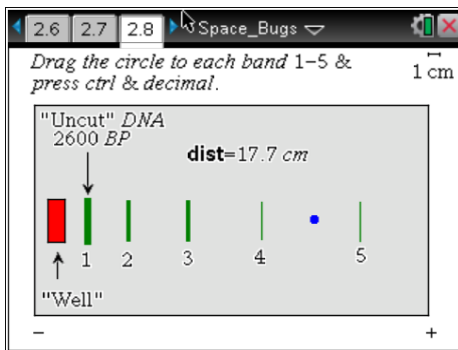 2.6 2.7 2.8 Space_Bugs
Drag the circle to each band 1–5 &
press ctrl & decimal.
1 cm
"Uncut" DNA
2600 BP
dist=17.7 cm
1 2 3 4 5
"Well"
− +